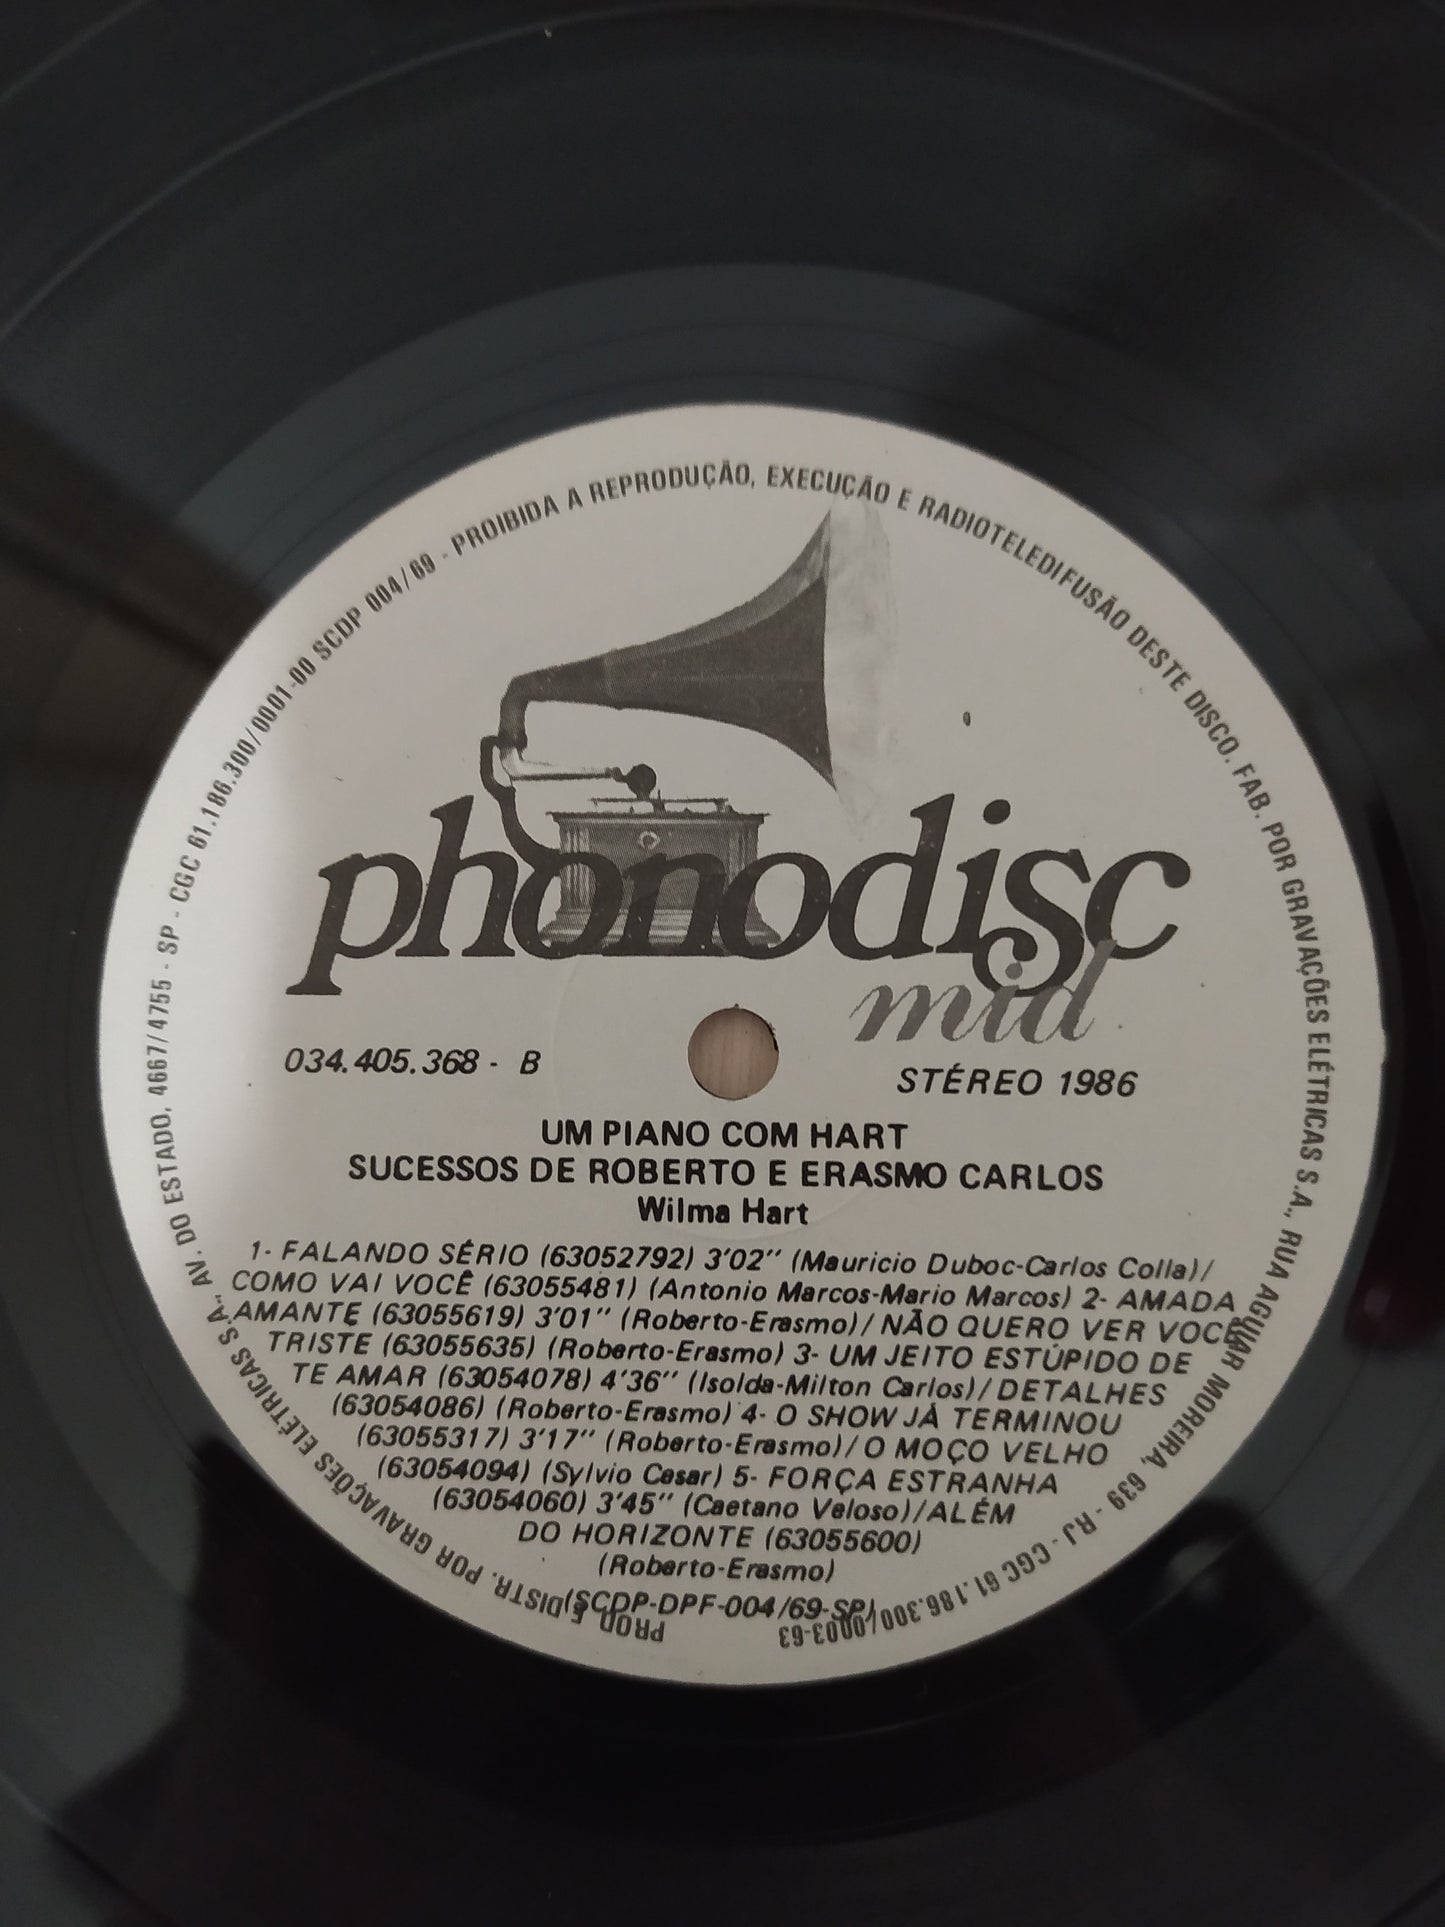 PROIBIDA A REPRODUÇÃO, EXECUÇÃO E RADIOTELEDIFUSÃO DESTE DISCO. FAB. POR GRAVAÇÕES ELÉTRICAS S.A., RUA AGUIAR MOREIRA, 639 - RJ - CGC 61.186.300/0003-63
PROD. E DISTR. POR GRAVAÇÕES ELÉTRICAS S.A., AV. DO ESTADO, 4667/4755 - SP - CGC 61.186.300/0001-00 SCDP 004/69 -
phonodisc
mid
034.405.368 - B
STÉREO 1986
UM PIANO COM HART
SUCESSOS DE ROBERTO E ERASMO CARLOS
Wilma Hart
1- FALANDO SÉRIO (63052792) 3'02" (Mauricio Duboc-Carlos Colla)/
COMO VAI VOCÊ (63055481) (Antonio Marcos-Mario Marcos) 2- AMADA
AMANTE (63055619) 3'01" (Roberto-Erasmo)/NÃO QUERO VER VOCÊ
TRISTE (63055635) (Roberto-Erasmo) 3- UM JEITO ESTÚPIDO DE
TE AMAR (63054078) 4'36" (Isolda-Milton Carlos)/DETALHES
(63054086) (Roberto-Erasmo) 4- O SHOW JÁ TERMINOU
(63055317) 3'17" (Roberto-Erasmo)/O MOÇO VELHO
(63054094) (Sylvio Cesar) 5- FORÇA ESTRANHA
(63054060) 3'45" (Caetano Veloso)/ALÉM
DO HORIZONTE (63055600)
(Roberto-Erasmo)
(SCDP-DPF-004/69-SP)